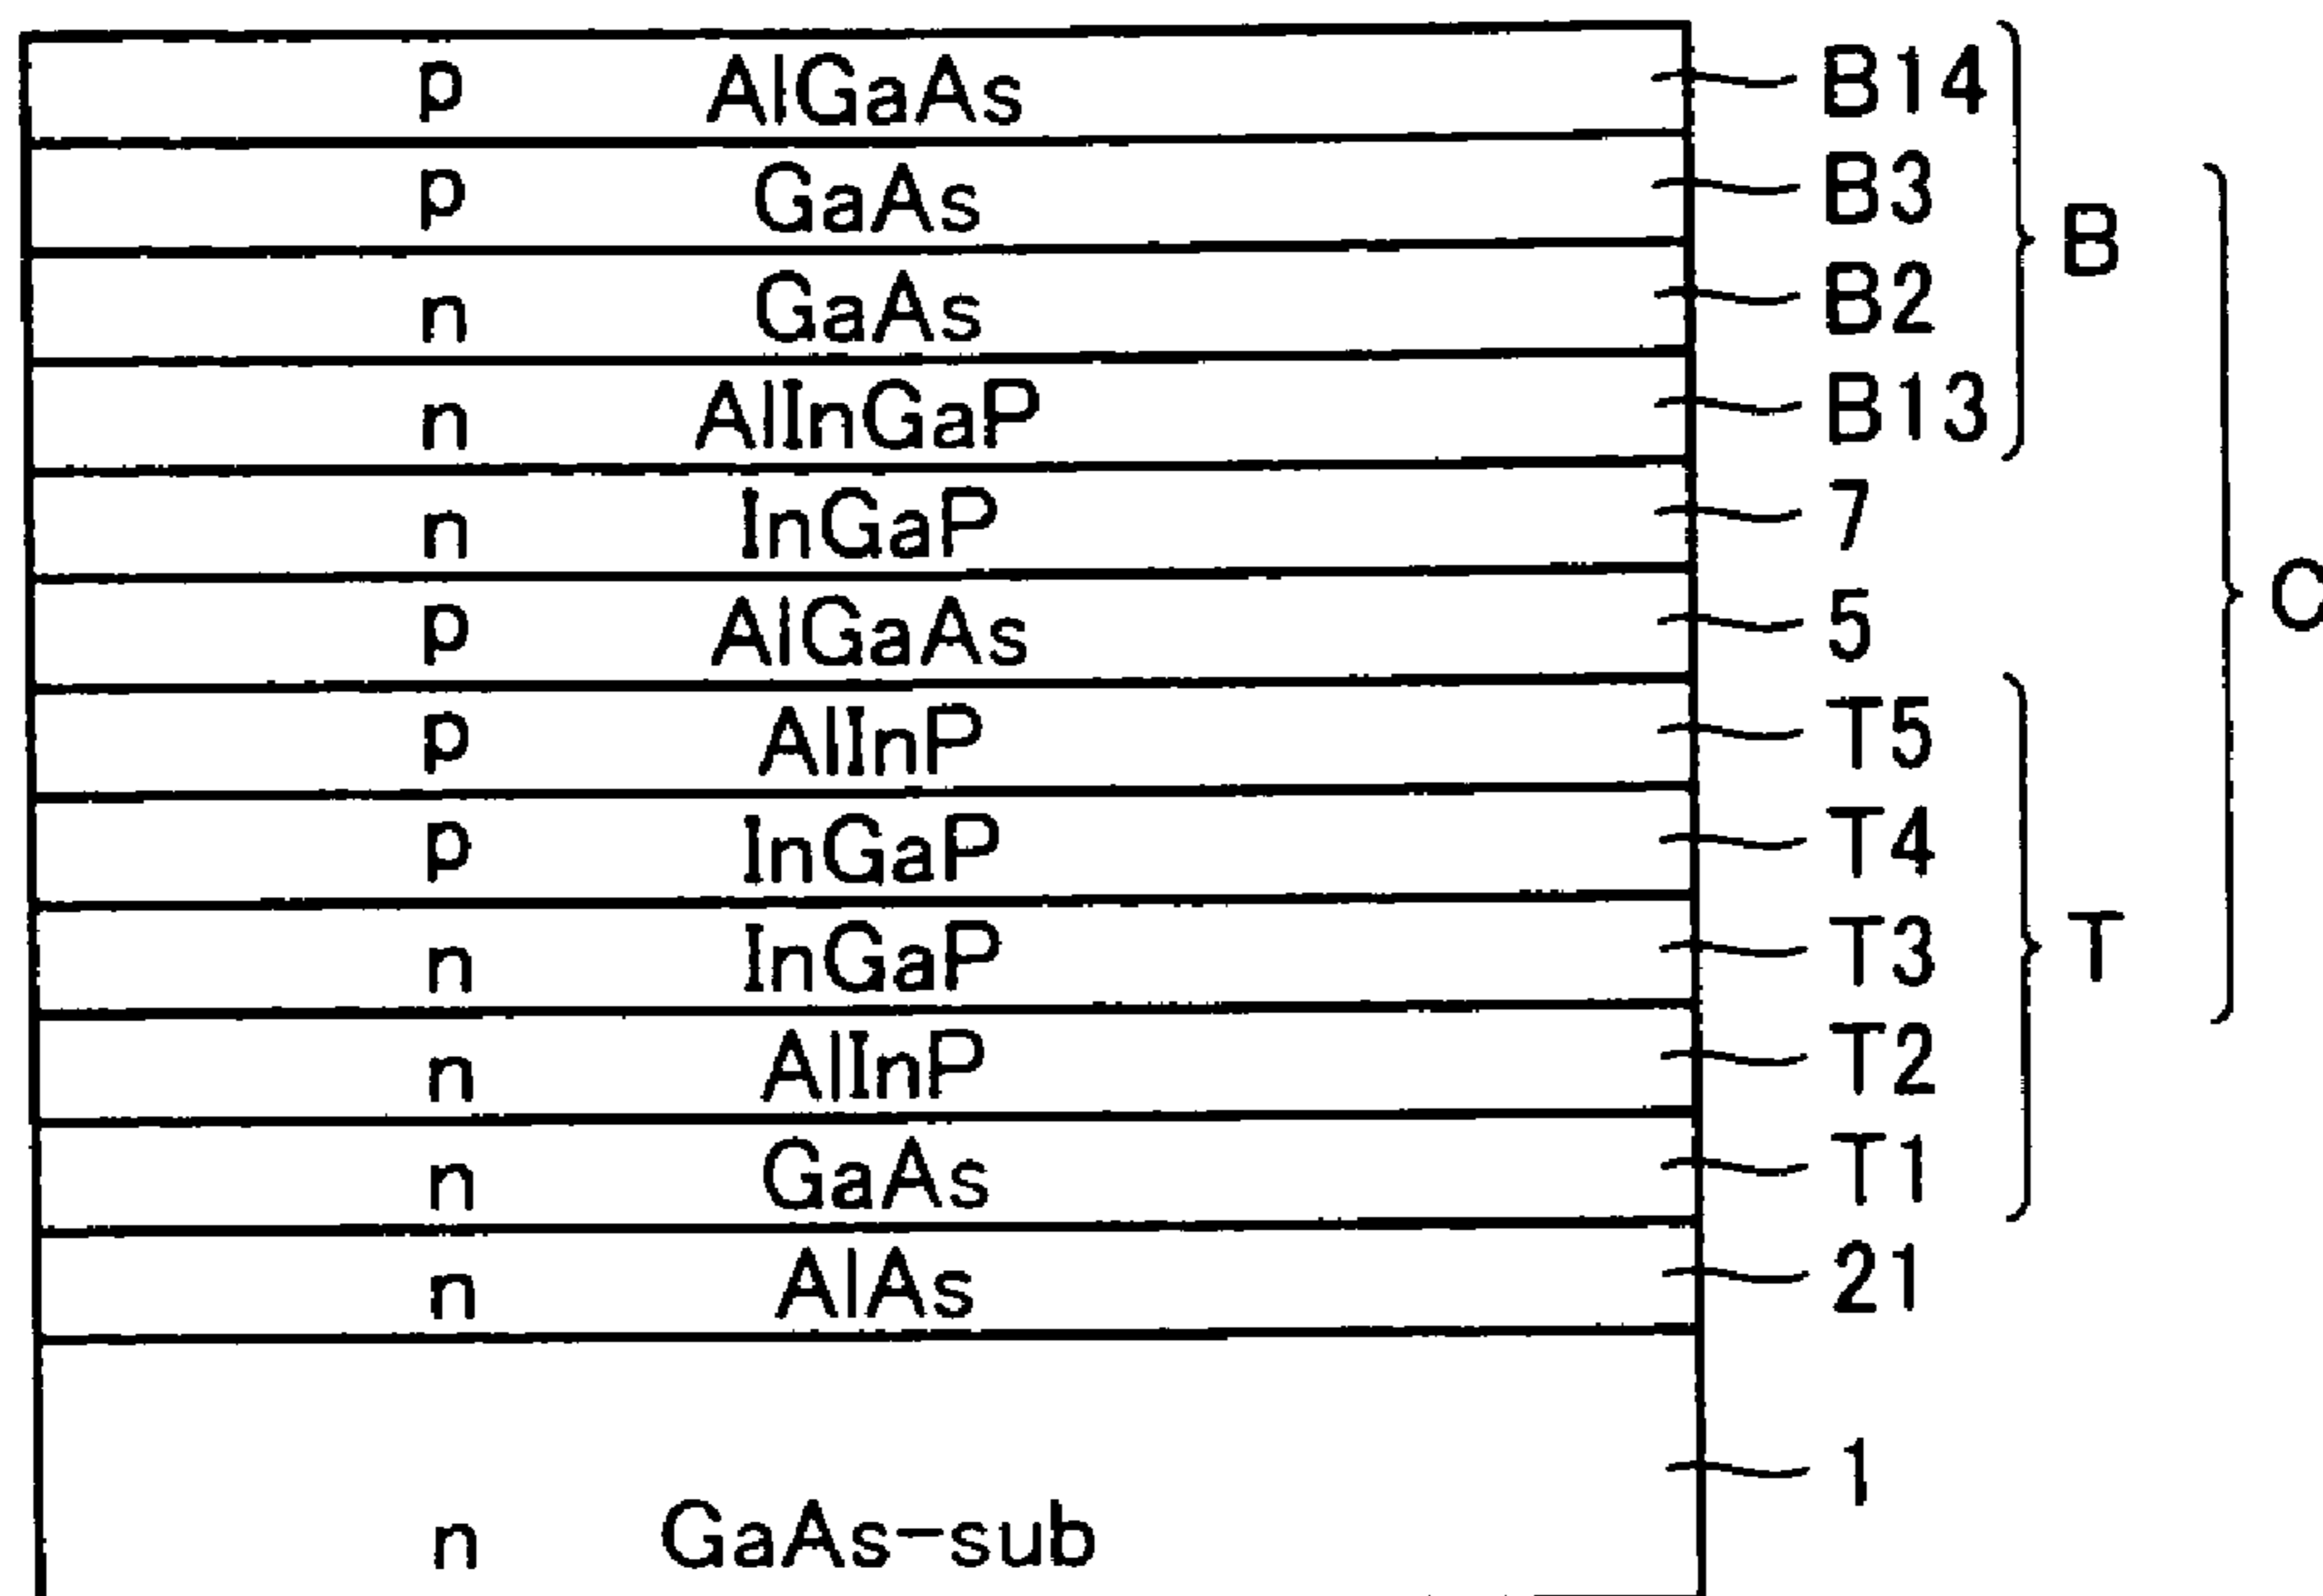 p AlGaAs B14
p GaAs B3
B
n GaAs B2
n AlInGaP B13
n InGaP 7
C
p AlGaAs 5
p AlInP T5
p InGaP T4
n InGaP T3
T
n AlInP T2
n GaAs T1
n AlAs 21
1
n GaAs-sub